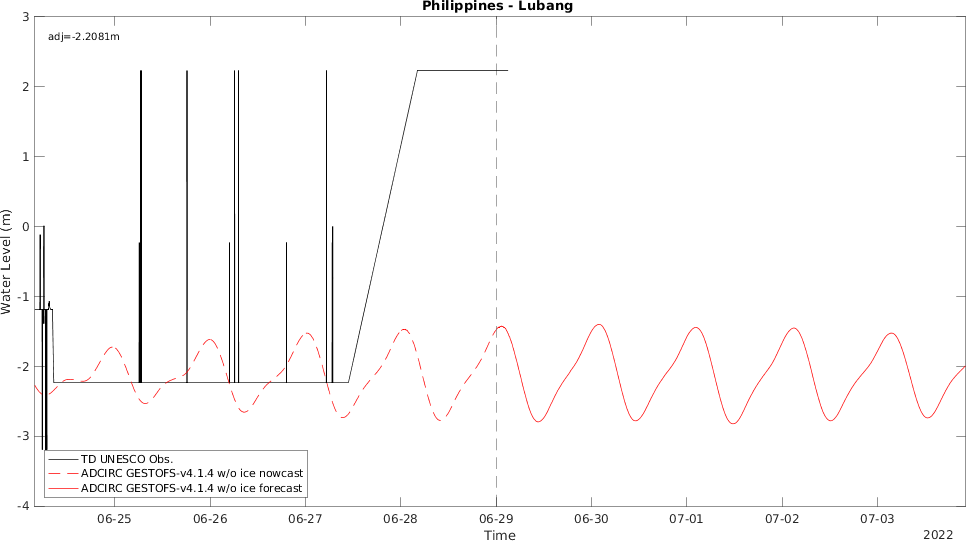 Philippines - Lubang
adj=-2.2081m
3
2
1
0
-1
-2
-3
-4
Water Level (m)
TD UNESCO Obs.
ADCIRC GESTOFS-v4.1.4 w/o ice nowcast
ADCIRC GESTOFS-v4.1.4 w/o ice forecast
06-25 06-26 06-27 06-28 06-29 06-30 07-01 07-02 07-03
Time
2022